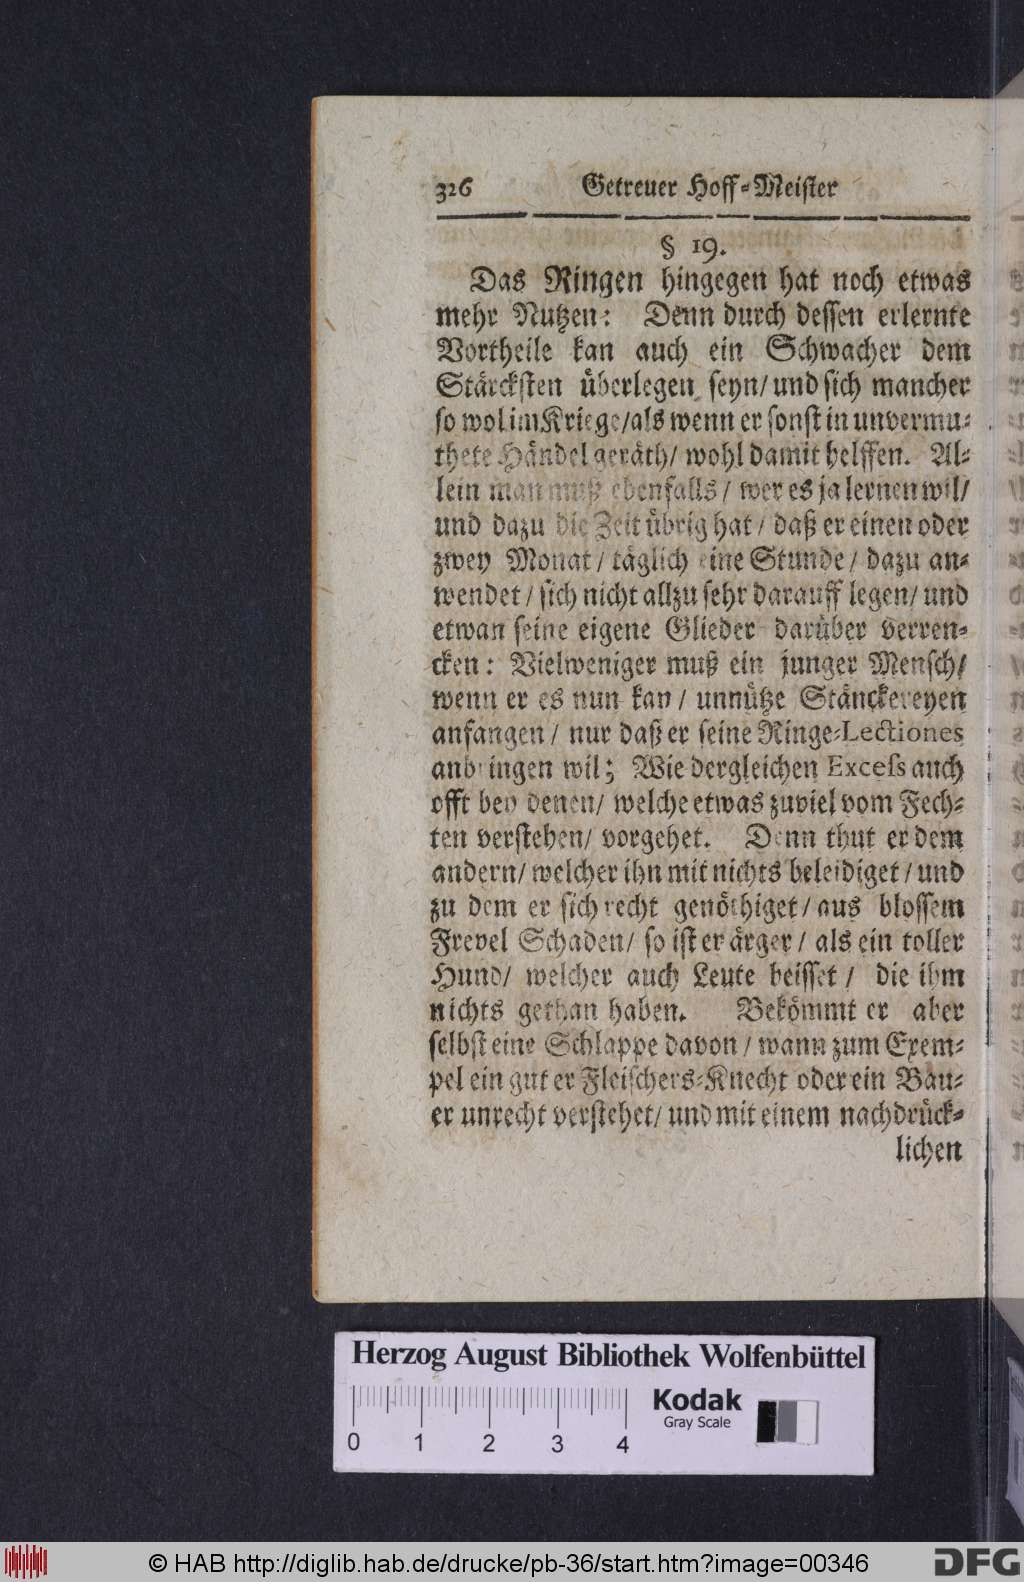 326 Getreuer Hoff-Meister
§ 19.
Das Ringen hingegen hat noch etwas
mehr Nutzen: Denn durch dessen erlernte
Vortheile kan auch ein Schwacher dem
Stärcksten überlegen seyn/ und sich mancher
so wol im Kriege/ als wenn er sonst in unvermu-
thete Händel geräth/ wohl damit helffen. Al-
lein man muß ebenfalls/ wer es ja lernen wil/
und dazu die Zeit übrig hat/ daß er einen oder
zwey Monat/ täglich eine Stunde/ dazu an-
wendet/ sich nicht allzu sehr darauff legen/ und
etwan seine eigene Glieder darüber verren-
cken: Vielweniger muß ein junger Mensch/
wenn er es nun kan/ unnütze Stänckereyen
anfangen/ nur daß er seine Ringe-Lectiones
anbringen wil; Wie dergleichen Excess auch
offt bey denen/ welche etwas zuviel vom Fech-
ten verstehen/ vorgehet. Denn thut er dem
andern/ welcher ihn mit nichts beleidiget/ und
zu dem er sich recht genöthiget/ aus blossem
Frevel Schaden/ so ist er ärger/ als ein toller
Hund/ welcher auch Leute beisset/ die ihm
nichts gethan haben. Bekömmt er aber
selbst eine Schlappe davon/ wann zum Exem-
pel ein guter Fleischers-Knecht oder ein Bau-
er unrecht verstehet/ und mit einem nachdrück-
lichen
Herzog August Bibliothek Wolfenbüttel
Kodak
Gray Scale
0 1 2 3 4
© HAB http://diglib.hab.de/drucke/pb-36/start.htm?image=00346
DFG